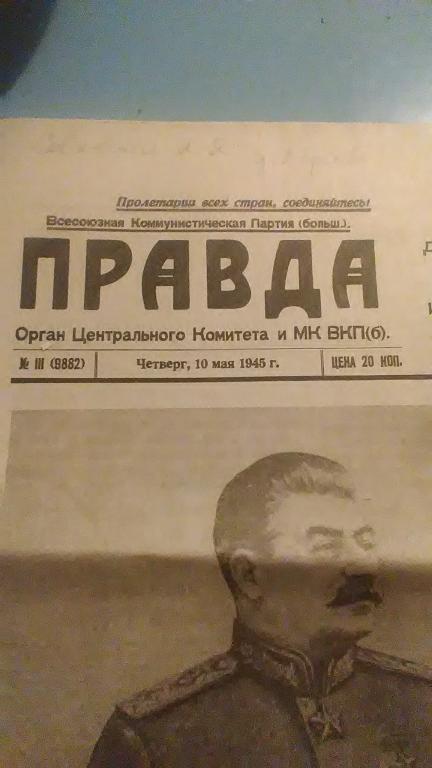 Пролетарии всех стран, соединяйтесь!
Всесоюзная Коммунистическая Партия (больш.).
ПРАВДА
Орган Центрального Комитета и МК ВКП(б).
№ 111 (9882)
Четверг, 10 мая 1945 г.
ЦЕНА 20 КОП.